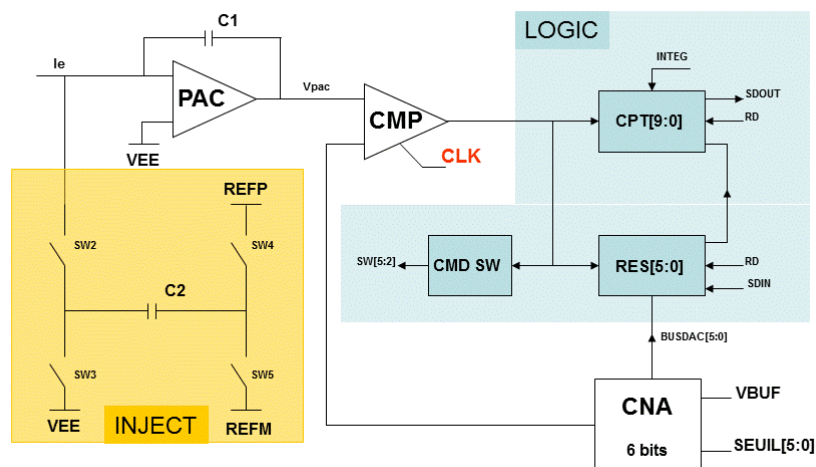 C1
LOGIC
Ie
INTEG
PAC
Vpac
SDOUT
CMP
CPT[9:0]
RD
VEE
CLK
REFP
SW2
SW4
SW[5:2]
CMD SW
RES[5:0]
RD
SDIN
C2
BUSDAC[5:0]
SW3
SW5
VEE
INJECT
REFM
CNA
6 bits
VBUF
SEUIL[5:0]